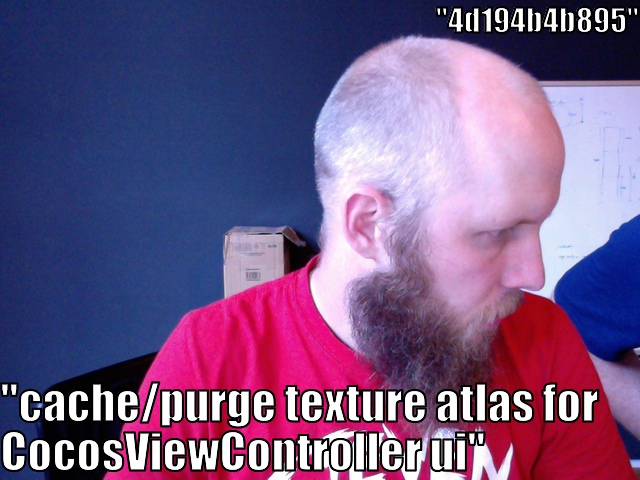 "4d194b4b895"
"cache/purge texture atlas for
CocosViewController ui"